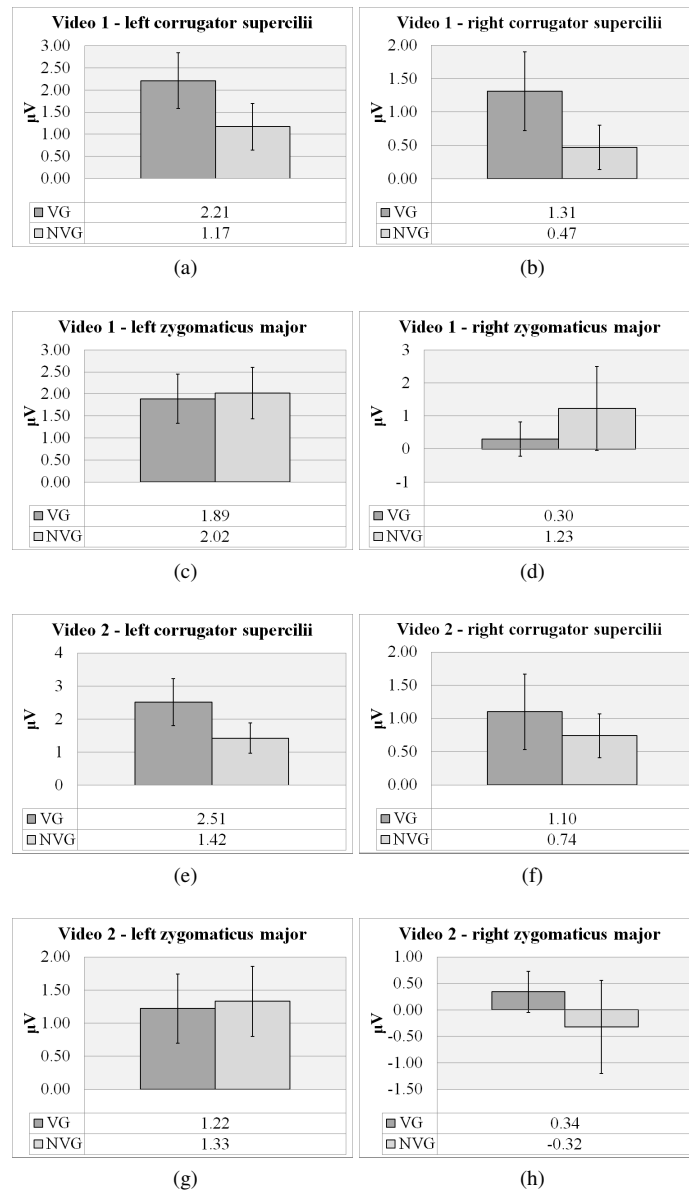 Video 1 - left corrugator supercilii
3.00
2.50
2.00
1.50
1.00
0.50
0.00
µV
VG 2.21
NVG 1.17
(a)
Video 1 - right corrugator supercilii
2.00
1.50
1.00
0.50
0.00
µV
VG 1.31
NVG 0.47
(b)
Video 1 - left zygomaticus major
3.00
2.50
2.00
1.50
1.00
0.50
0.00
µV
VG 1.89
NVG 2.02
(c)
Video 1 - right zygomaticus major
3
2
1
0
-1
µV
VG 0.30
NVG 1.23
(d)
Video 2 - left corrugator supercilii
4
3
2
1
0
µV
VG 2.51
NVG 1.42
(e)
Video 2 - right corrugator supercilii
2.00
1.50
1.00
0.50
0.00
µV
VG 1.10
NVG 0.74
(f)
Video 2 - left zygomaticus major
2.00
1.50
1.00
0.50
0.00
µV
VG 1.22
NVG 1.33
(g)
Video 2 - right zygomaticus major
1.00
0.50
0.00
-0.50
-1.00
-1.50
µV
VG 0.34
NVG -0.32
(h)